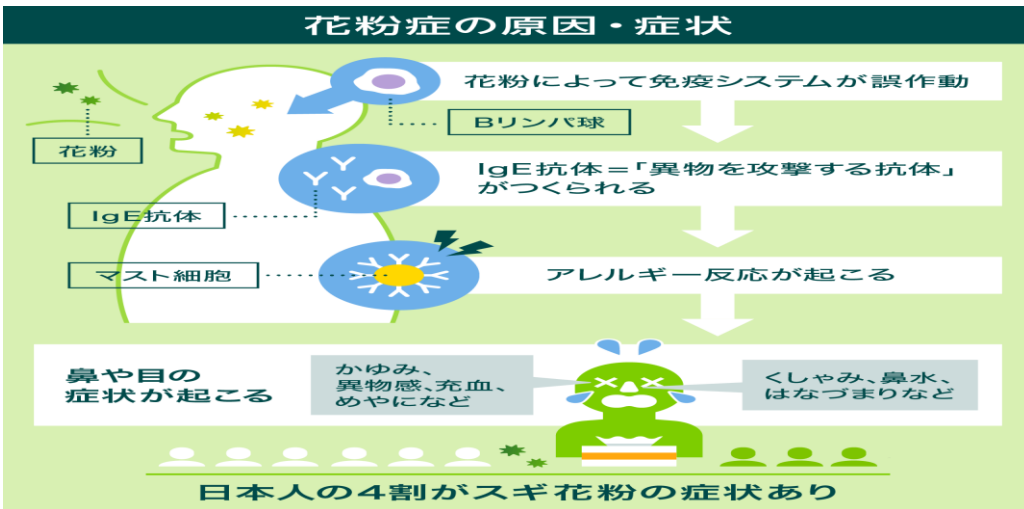 花粉症の原因・症状
花粉によって免疫システムが誤作動
Bリンパ球
花粉
IgE抗体=「異物を攻撃する抗体」
がつくられる
IgE抗体
マスト細胞
アレルギー反応が起こる
鼻や目の
症状が起こる
かゆみ、
異物感、充血、
めやになど
くしゃみ、鼻水、
はなづまりなど
日本人の4割がスギ花粉の症状あり